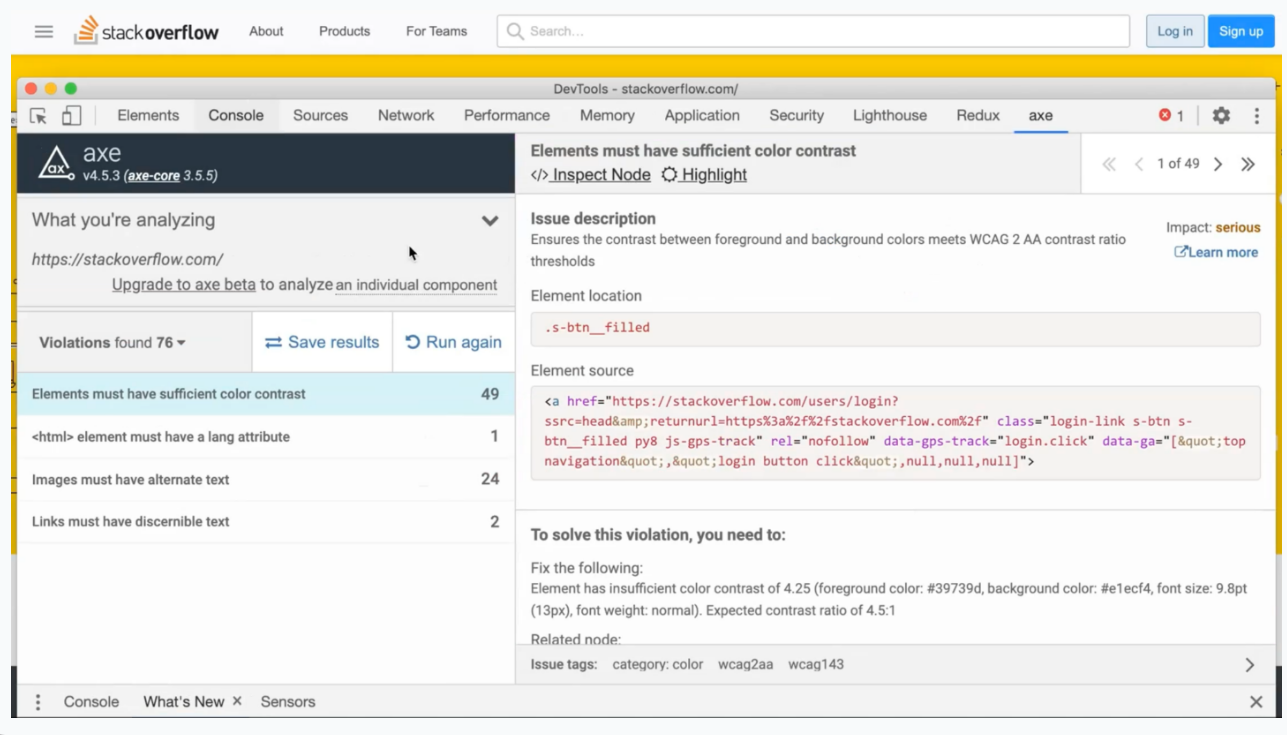 stackoverflow About Products For Teams Search... Log in Sign up
DevTools - stackoverflow.com/
Elements Console Sources Network Performance Memory Application Security Lighthouse Redux axe 1
axe
v4.5.3 (axe-core 3.5.5)
What you're analyzing
https://stackoverflow.com/
Upgrade to axe beta to analyze an individual component
Violations found 76 Save results Run again
Elements must have sufficient color contrast 49
<html> element must have a lang attribute 1
Images must have alternate text 24
Links must have discernible text 2
Elements must have sufficient color contrast
</> Inspect Node Highlight
1 of 49
Issue description
Ensures the contrast between foreground and background colors meets WCAG 2 AA contrast ratio
thresholds
Impact: serious
Learn more
Element location
.s-btn__filled
Element source
<a href="https://stackoverflow.com/users/login?
ssrc=head&amp;returnurl=https%3a%2f%2fstackoverflow.com%2f" class="login-link s-btn s-
btn__filled py8 js-gps-track" rel="nofollow" data-gps-track="login.click" data-ga="[&quot;top
navigation&quot;,&quot;login button click&quot;,null,null,null]">
To solve this violation, you need to:
Fix the following:
Element has insufficient color contrast of 4.25 (foreground color: #39739d, background color: #e1ecf4, font size: 9.8pt
(13px), font weight: normal). Expected contrast ratio of 4.5:1
Related node:
Issue tags: category: color wcag2aa wcag143
Console What's New × Sensors